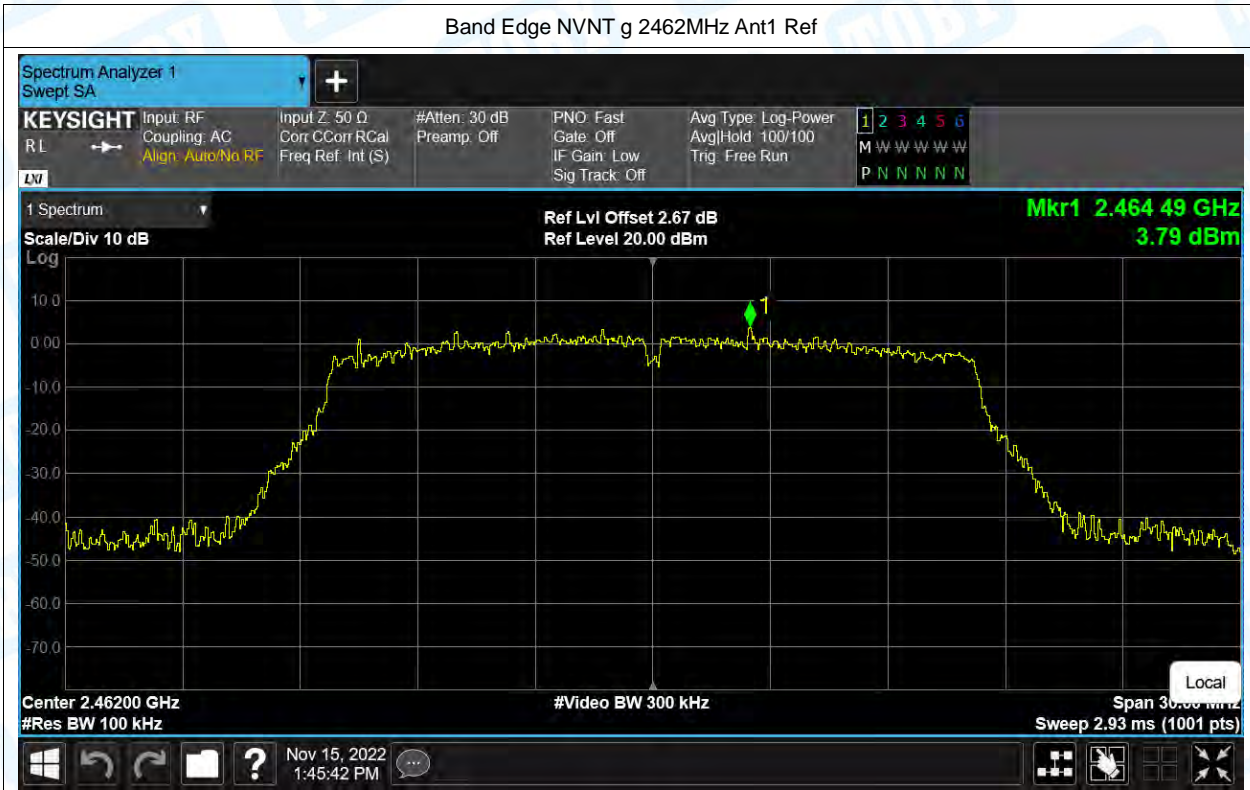 Band Edge NVNT g 2462MHz Ant1 Ref
Spectrum Analyzer 1
Swept SA
+
KEYSIGHT
RL
LXI
Input: RF
Coupling: AC
Align: Auto/No RF
Input Z: 50 Ω
Corr CCorr RCal
Freq Ref: Int (S)
#Atten: 30 dB
Preamp: Off
PNO: Fast
Gate: Off
IF Gain: Low
Sig Track: Off
Avg Type: Log-Power
Avg|Hold: 100/100
Trig: Free Run
1 2 3 4 5 6
M W W W W W
P N N N N N
1 Spectrum
Scale/Div 10 dB
Log
Ref Lvl Offset 2.67 dB
Ref Level 20.00 dBm
Mkr1 2.464 49 GHz
3.79 dBm
1
10.0
0.00
-10.0
-20.0
-30.0
-40.0
-50.0
-60.0
-70.0
Local
Center 2.46200 GHz
#Res BW 100 kHz
#Video BW 300 kHz
Span 30.00 MHz
Sweep 2.93 ms (1001 pts)
?
Nov 15, 2022
1:45:42 PM